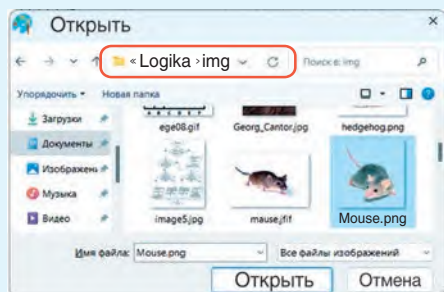 Открыть
« Logika › img
Поиск в: img
Упорядочить
Новая папка
Загрузки
Документы
Изображени
Музыка
Видео
ege08.gif
Georg_Cantor.jpg
hedgehog.png
image5.jpg
mause.jfif
Mouse.png
Имя файла:
Mouse.png
Все файлы изображений
Открыть
Отмена